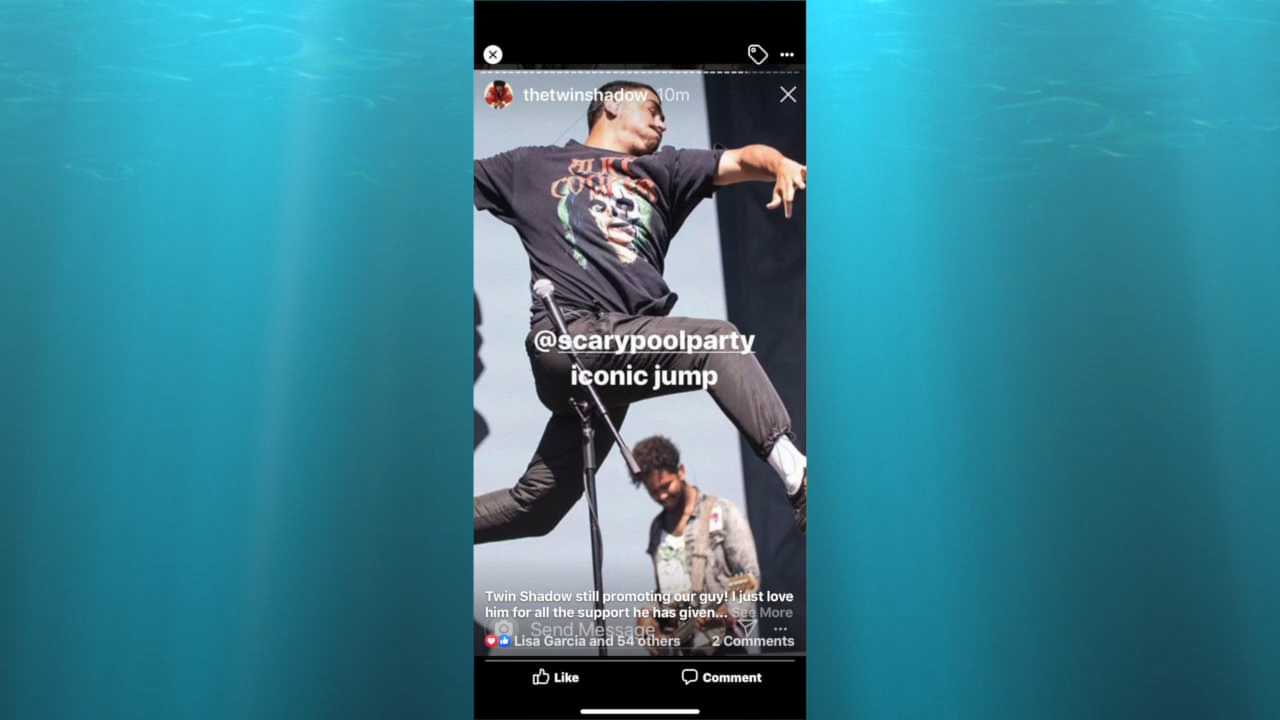 thetwinshadow 10m
@scarypoolparty
iconic jump
Twin Shadow still promoting our guy! I just love
him for all the support he has given... See More
Send Message
Lisa Garcia and 54 others
2 Comments
Like
Comment